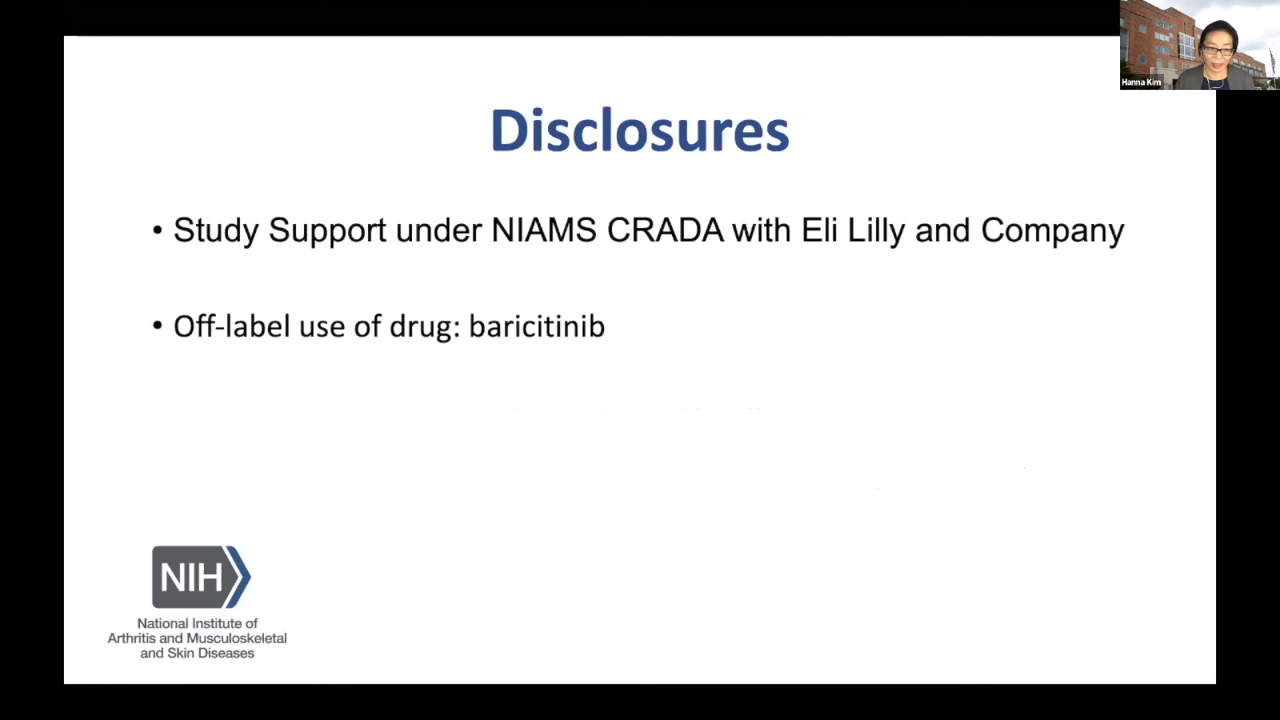 Hanna Kim
Disclosures
• Study Support under NIAMS CRADA with Eli Lilly and Company
• Off-label use of drug: baricitinib
NIH
National Institute of
Arthritis and Musculoskeletal
and Skin Diseases